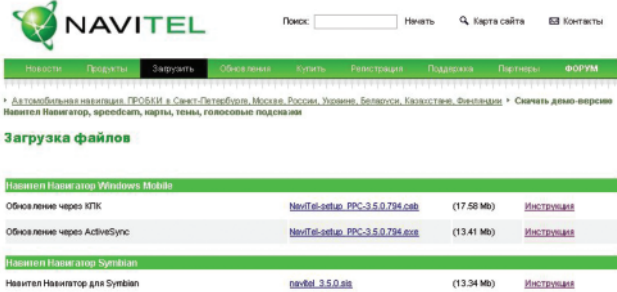 NAVITEL
Поиск: Начать Карта сайта Контакты
Новости Продукты Загрузить Обновления Купить Регистрация Поддержка Партнеры ФОРУМ
Автомобильная навигация. ПРОБКИ в Санкт-Петербурге, Москве, России, Украине, Беларуси, Казахстане, Финляндии Скачать демо-версию
Навител Навигатор, speedcam, карты, темы, голосовые подсказки
Загрузка файлов
Навител Навигатор Windows Mobile
Обновление через КПК NaviTel-setup_PPC-3.5.0.794.cab (17.58 Mb) Инструкция
Обновление через ActiveSync NaviTel-setup_PPC-3.5.0.794.exe (13.41 Mb) Инструкция
Навител Навигатор Symbian
Навител Навигатор для Symbian navitel_3.5.0.sis (13.34 Mb) Инструкция